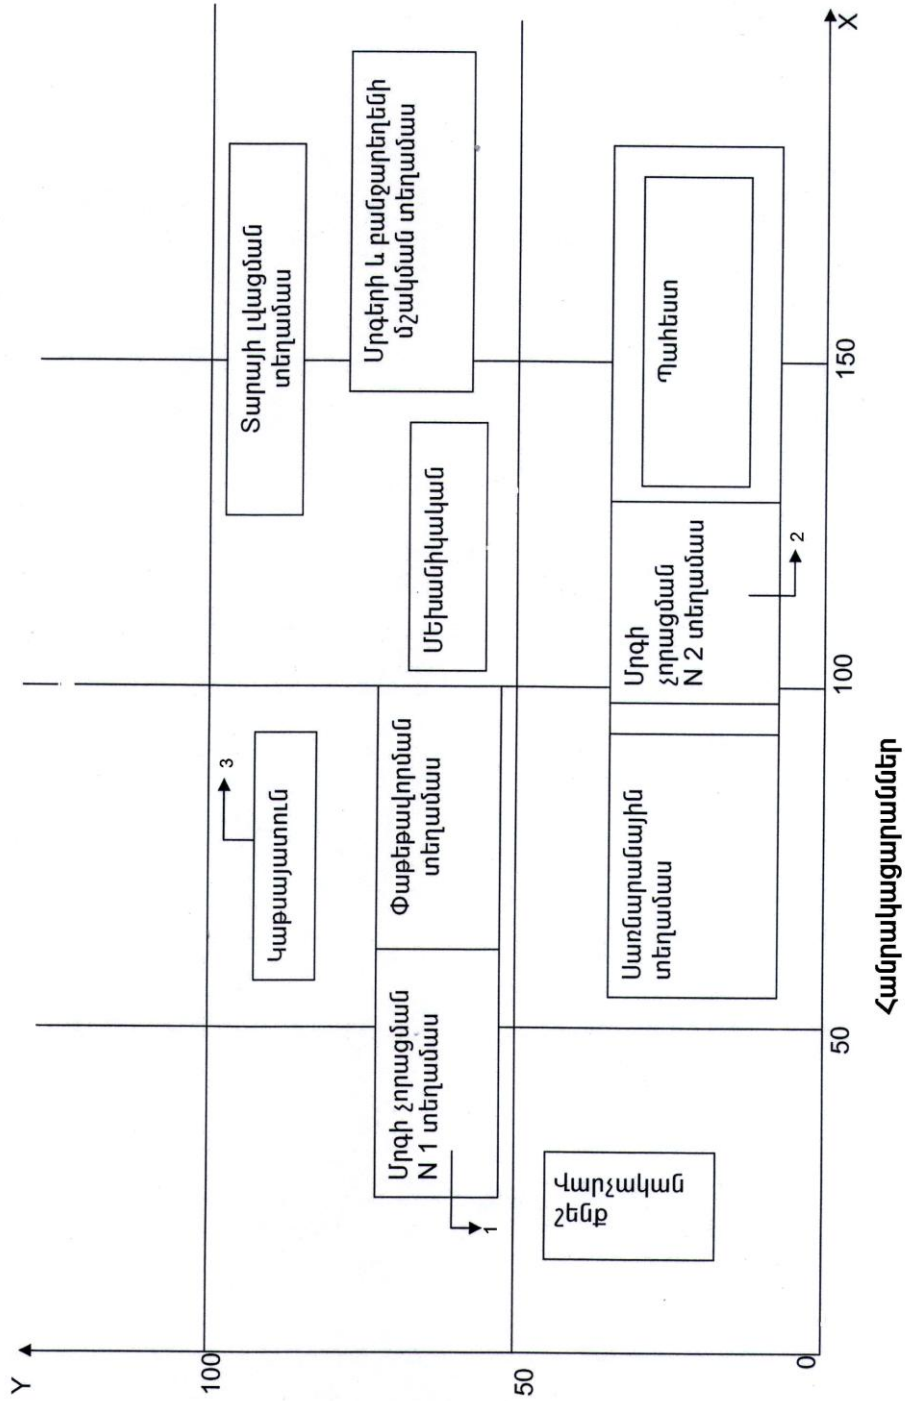 Y
100
50
0
50
100
150
X
Տարայի լվացման
տեղամաս
Մրգերի և բանջարեղենի
մշակման տեղամաս
3
Կաթսայատուն
Մեխանիկական
Փաթեթավորման
տեղամաս
Մրգի չորացման
N 1 տեղամաս
1
Վարչական
շենք
Սառնարանային
տեղամաս
Մրգի
չորացման
N 2 տեղամաս
2
Պահեստ
Հանրակացարաններ